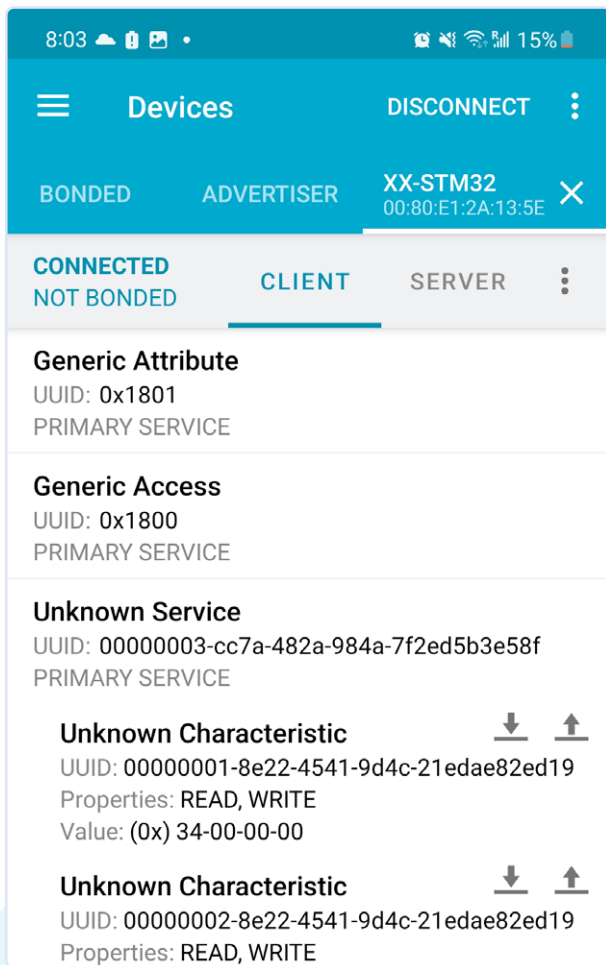 8:03 15%
Devices DISCONNECT
BONDED ADVERTISER XX-STM32
00:80:E1:2A:13:5E
CONNECTED
NOT BONDED
CLIENT SERVER
Generic Attribute
UUID: 0x1801
PRIMARY SERVICE
Generic Access
UUID: 0x1800
PRIMARY SERVICE
Unknown Service
UUID: 00000003-cc7a-482a-984a-7f2ed5b3e58f
PRIMARY SERVICE
Unknown Characteristic
UUID: 00000001-8e22-4541-9d4c-21edae82ed19
Properties: READ, WRITE
Value: (0x) 34-00-00-00
Unknown Characteristic
UUID: 00000002-8e22-4541-9d4c-21edae82ed19
Properties: READ, WRITE